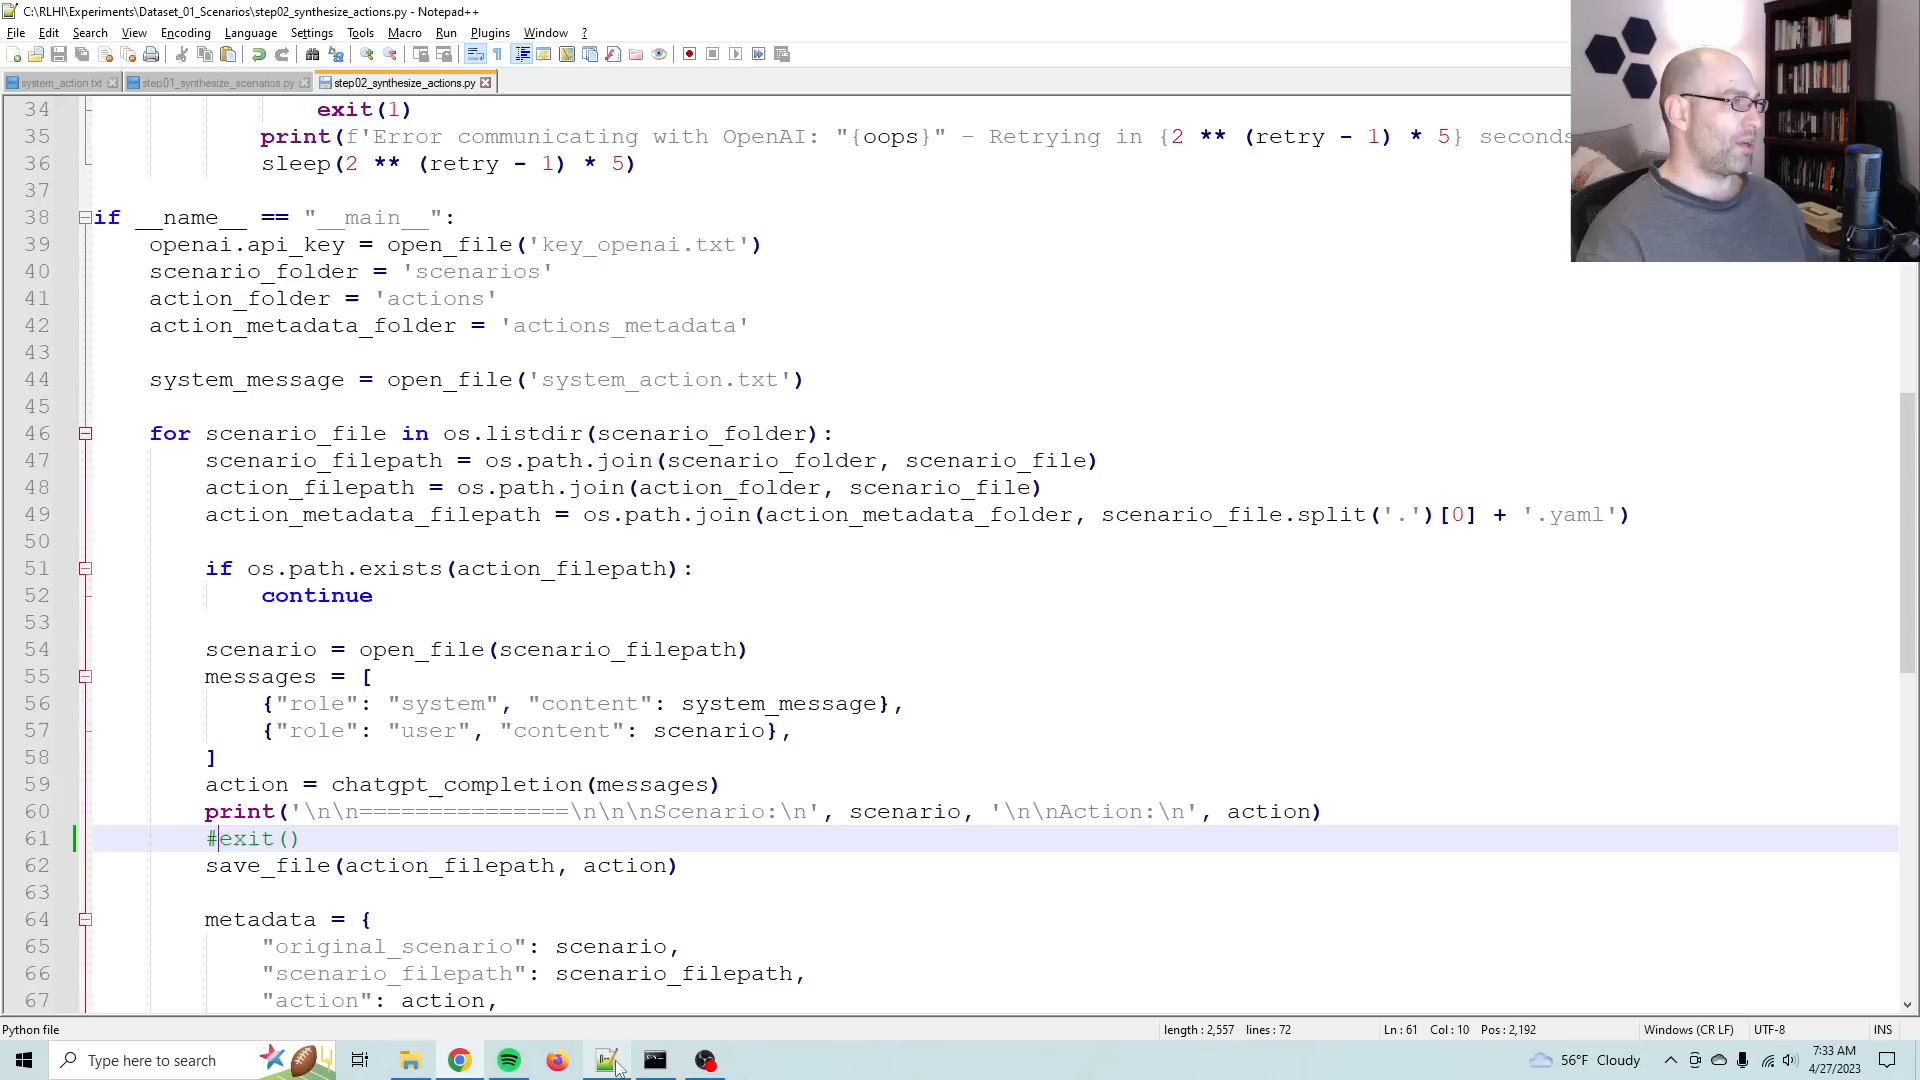 C:\RLHI\Experiments\Dataset_01_Scenarios\step02_synthesize_actions.py - Notepad++
File Edit Search View Encoding Language Settings Tools Macro Run Plugins Window ?
system_action.txt step01_synthesize_scenarios.py step02_synthesize_actions.py
34 exit(1)
35 print(f'Error communicating with OpenAI: "{oops}" - Retrying in {2 ** (retry - 1) * 5} seconds
36 sleep(2 ** (retry - 1) * 5)
37
38 if __name__ == "__main__":
39 openai.api_key = open_file('key_openai.txt')
40 scenario_folder = 'scenarios'
41 action_folder = 'actions'
42 action_metadata_folder = 'actions_metadata'
43
44 system_message = open_file('system_action.txt')
45
46 for scenario_file in os.listdir(scenario_folder):
47 scenario_filepath = os.path.join(scenario_folder, scenario_file)
48 action_filepath = os.path.join(action_folder, scenario_file)
49 action_metadata_filepath = os.path.join(action_metadata_folder, scenario_file.split('.')[0] + '.yaml')
50
51 if os.path.exists(action_filepath):
52 continue
53
54 scenario = open_file(scenario_filepath)
55 messages = [
56 {"role": "system", "content": system_message},
57 {"role": "user", "content": scenario},
58 ]
59 action = chatgpt_completion(messages)
60 print('\n\n===============\n\n\nScenario:\n', scenario, '\n\nAction:\n', action)
61 #exit()
62 save_file(action_filepath, action)
63
64 metadata = {
65 "original_scenario": scenario,
66 "scenario_filepath": scenario_filepath,
67 "action": action,
Python file length : 2,557 lines : 72 Ln : 61 Col : 10 Pos : 2,192 Windows (CR LF) UTF-8 INS
Type here to search 56°F Cloudy 7:33 AM
4/27/2023